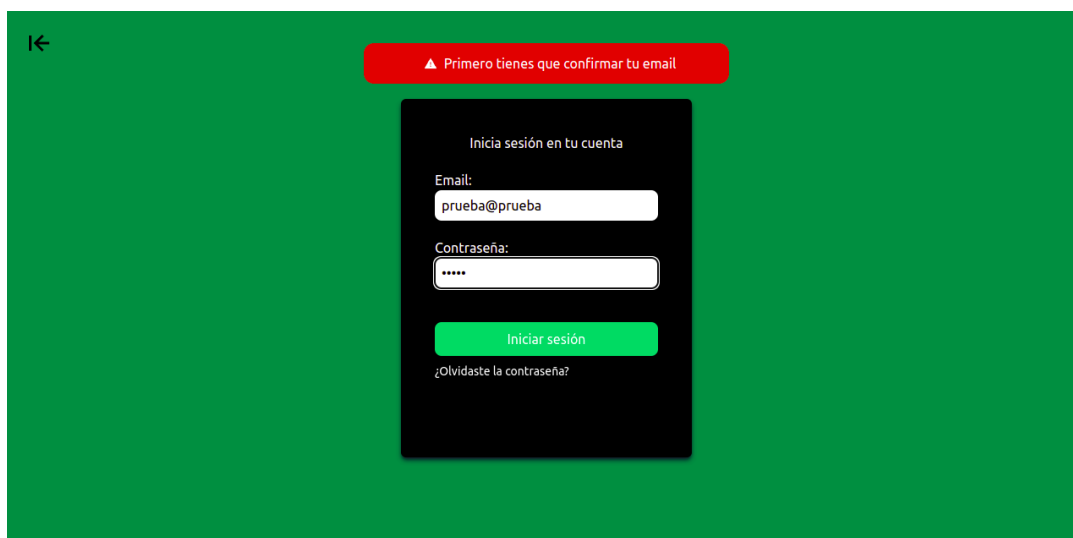 Primero tienes que confirmar tu email
Inicia sesión en tu cuenta
Email:
prueba@prueba
Contraseña:
•••••
Iniciar sesión
¿Olvidaste la contraseña?